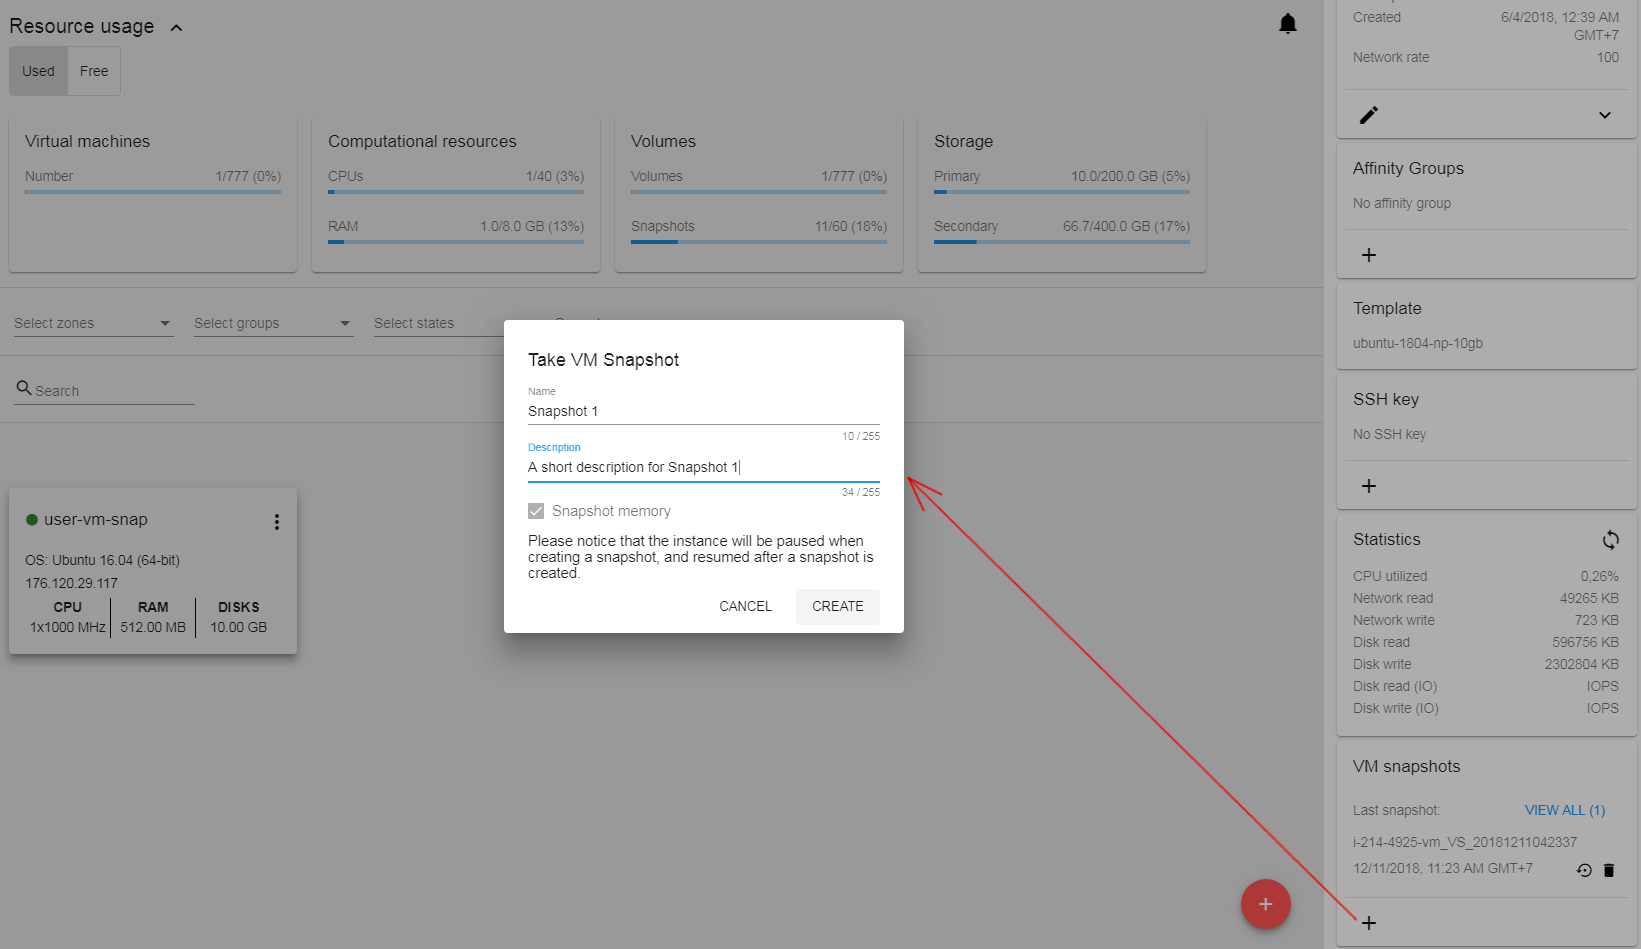 Resource usage
Used
Free
Virtual machines
Number 1/777 (0%)
Computational resources
CPUs 1/40 (3%)
RAM 1.0/8.0 GB (13%)
Volumes
Volumes 1/777 (0%)
Snapshots 11/60 (18%)
Storage
Primary 10.0/200.0 GB (5%)
Secondary 66.7/400.0 GB (17%)
Select zones
Select groups
Select states
Search
user-vm-snap
OS: Ubuntu 16.04 (64-bit)
176.120.29.117
CPU RAM DISKS
1x1000 MHz 512.00 MB 10.00 GB
Take VM Snapshot
Name
Snapshot 1
10 / 255
Description
A short description for Snapshot 1
34 / 255
Snapshot memory
Please notice that the instance will be paused when
creating a snapshot, and resumed after a snapshot is
created.
CANCEL CREATE
Created 6/4/2018, 12:39 AM
GMT+7
Network rate 100
Affinity Groups
No affinity group
Template
ubuntu-1804-np-10gb
SSH key
No SSH key
Statistics
CPU utilized 0,26%
Network read 49265 KB
Network write 723 KB
Disk read 596756 KB
Disk write 2302804 KB
Disk read (IO) IOPS
Disk write (IO) IOPS
VM snapshots
Last snapshot: VIEW ALL (1)
i-214-4925-vm_VS_20181211042337
12/11/2018, 11:23 AM GMT+7